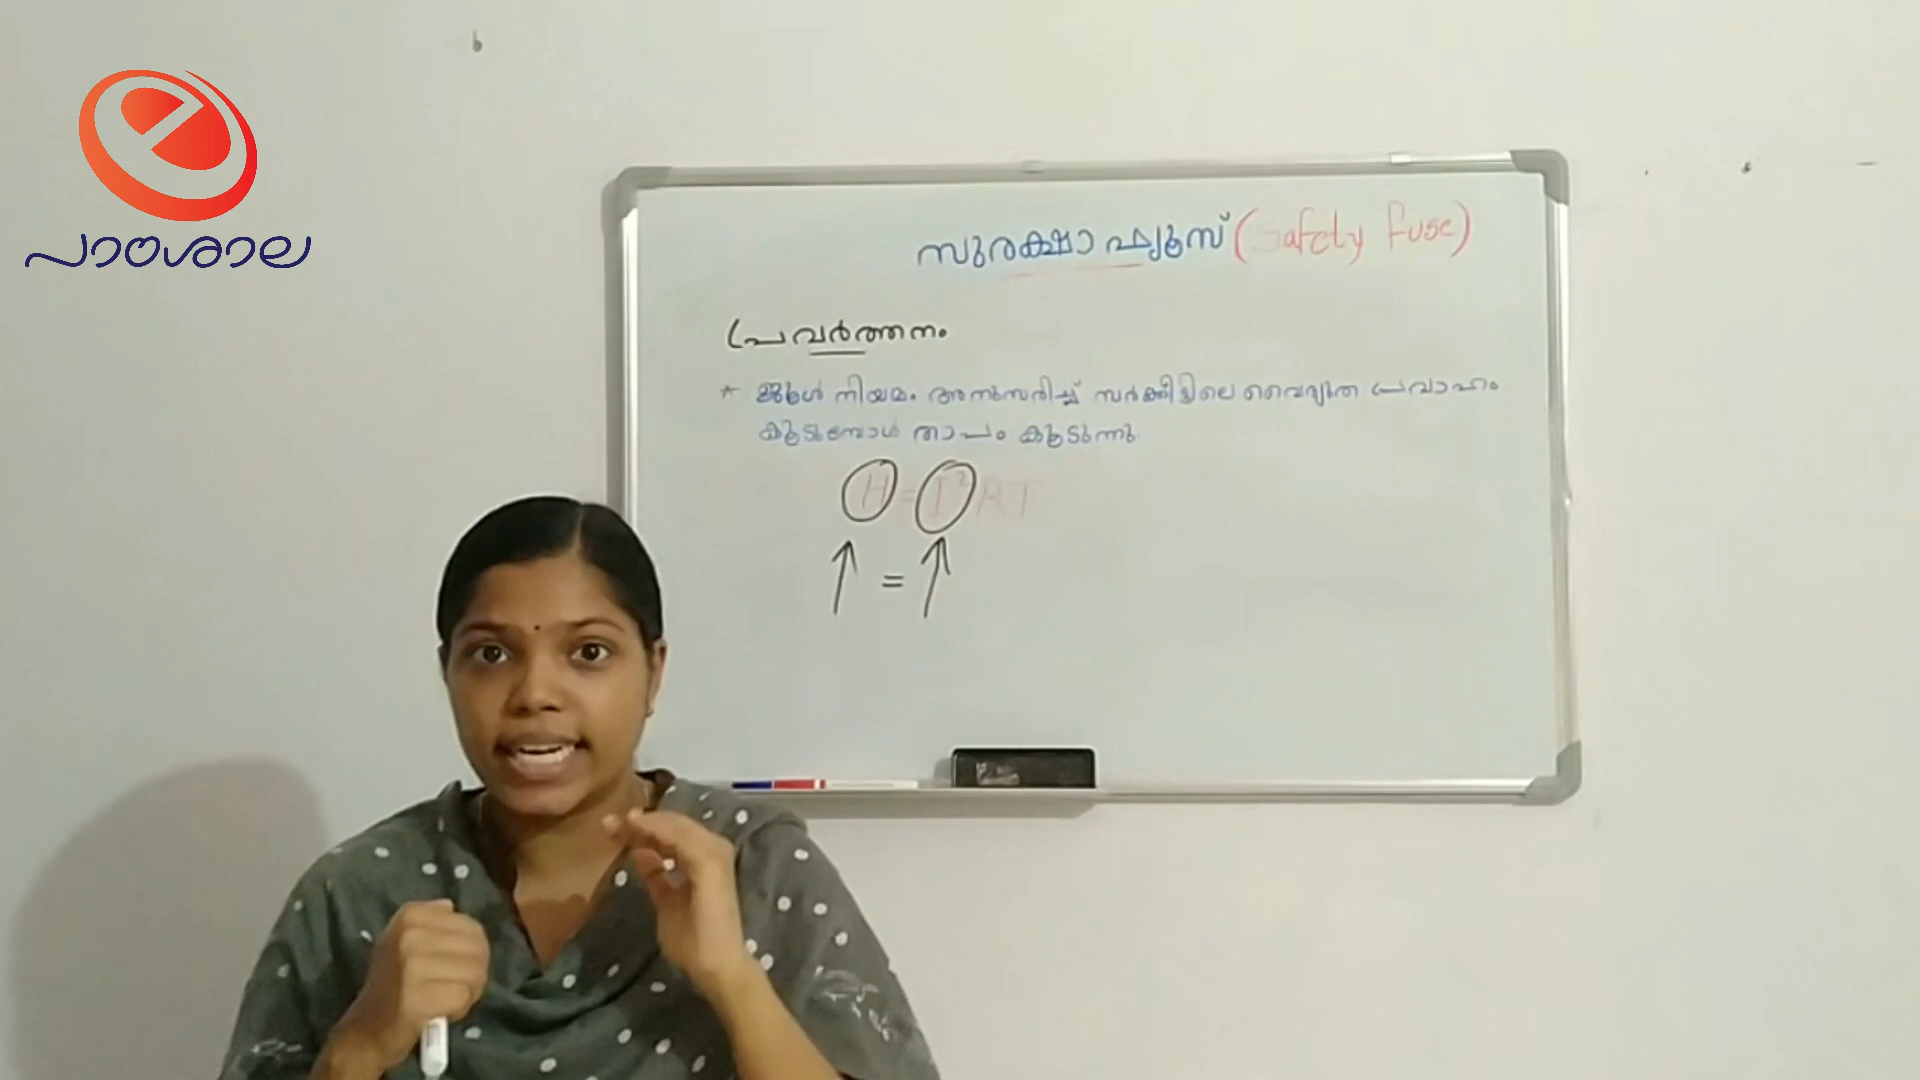 പാഠശാല
സുരക്ഷാ ഫ്യൂസ് (Safety fuse)
പ്രവർത്തനം
* ജൂൾ നിയമം അനുസരിച്ച് സർക്കീട്ടിലെ വൈദ്യുത പ്രവാഹം
കൂടുമ്പോൾ താപം കൂടുന്നു
H = I²RT
↑ = ↑